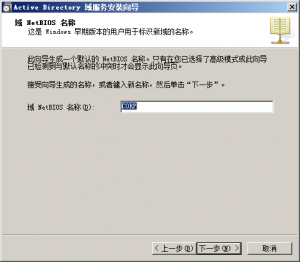 Active Directory 域服务安装向导
域 NetBIOS 名称
这是 Windows 早期版本的用户用于标识新域的名称。
此向导生成一个默认的 NetBIOS 名称。只有在您已选择了高级模式或此向导
已检测到与默认名称的冲突时才会显示此向导页。
接受向导生成的名称，或者键入新名称，然后单击“下一步”。
域 NetBIOS 名称(D):
CORP
< 上一步(B)
下一步(N) >
取消